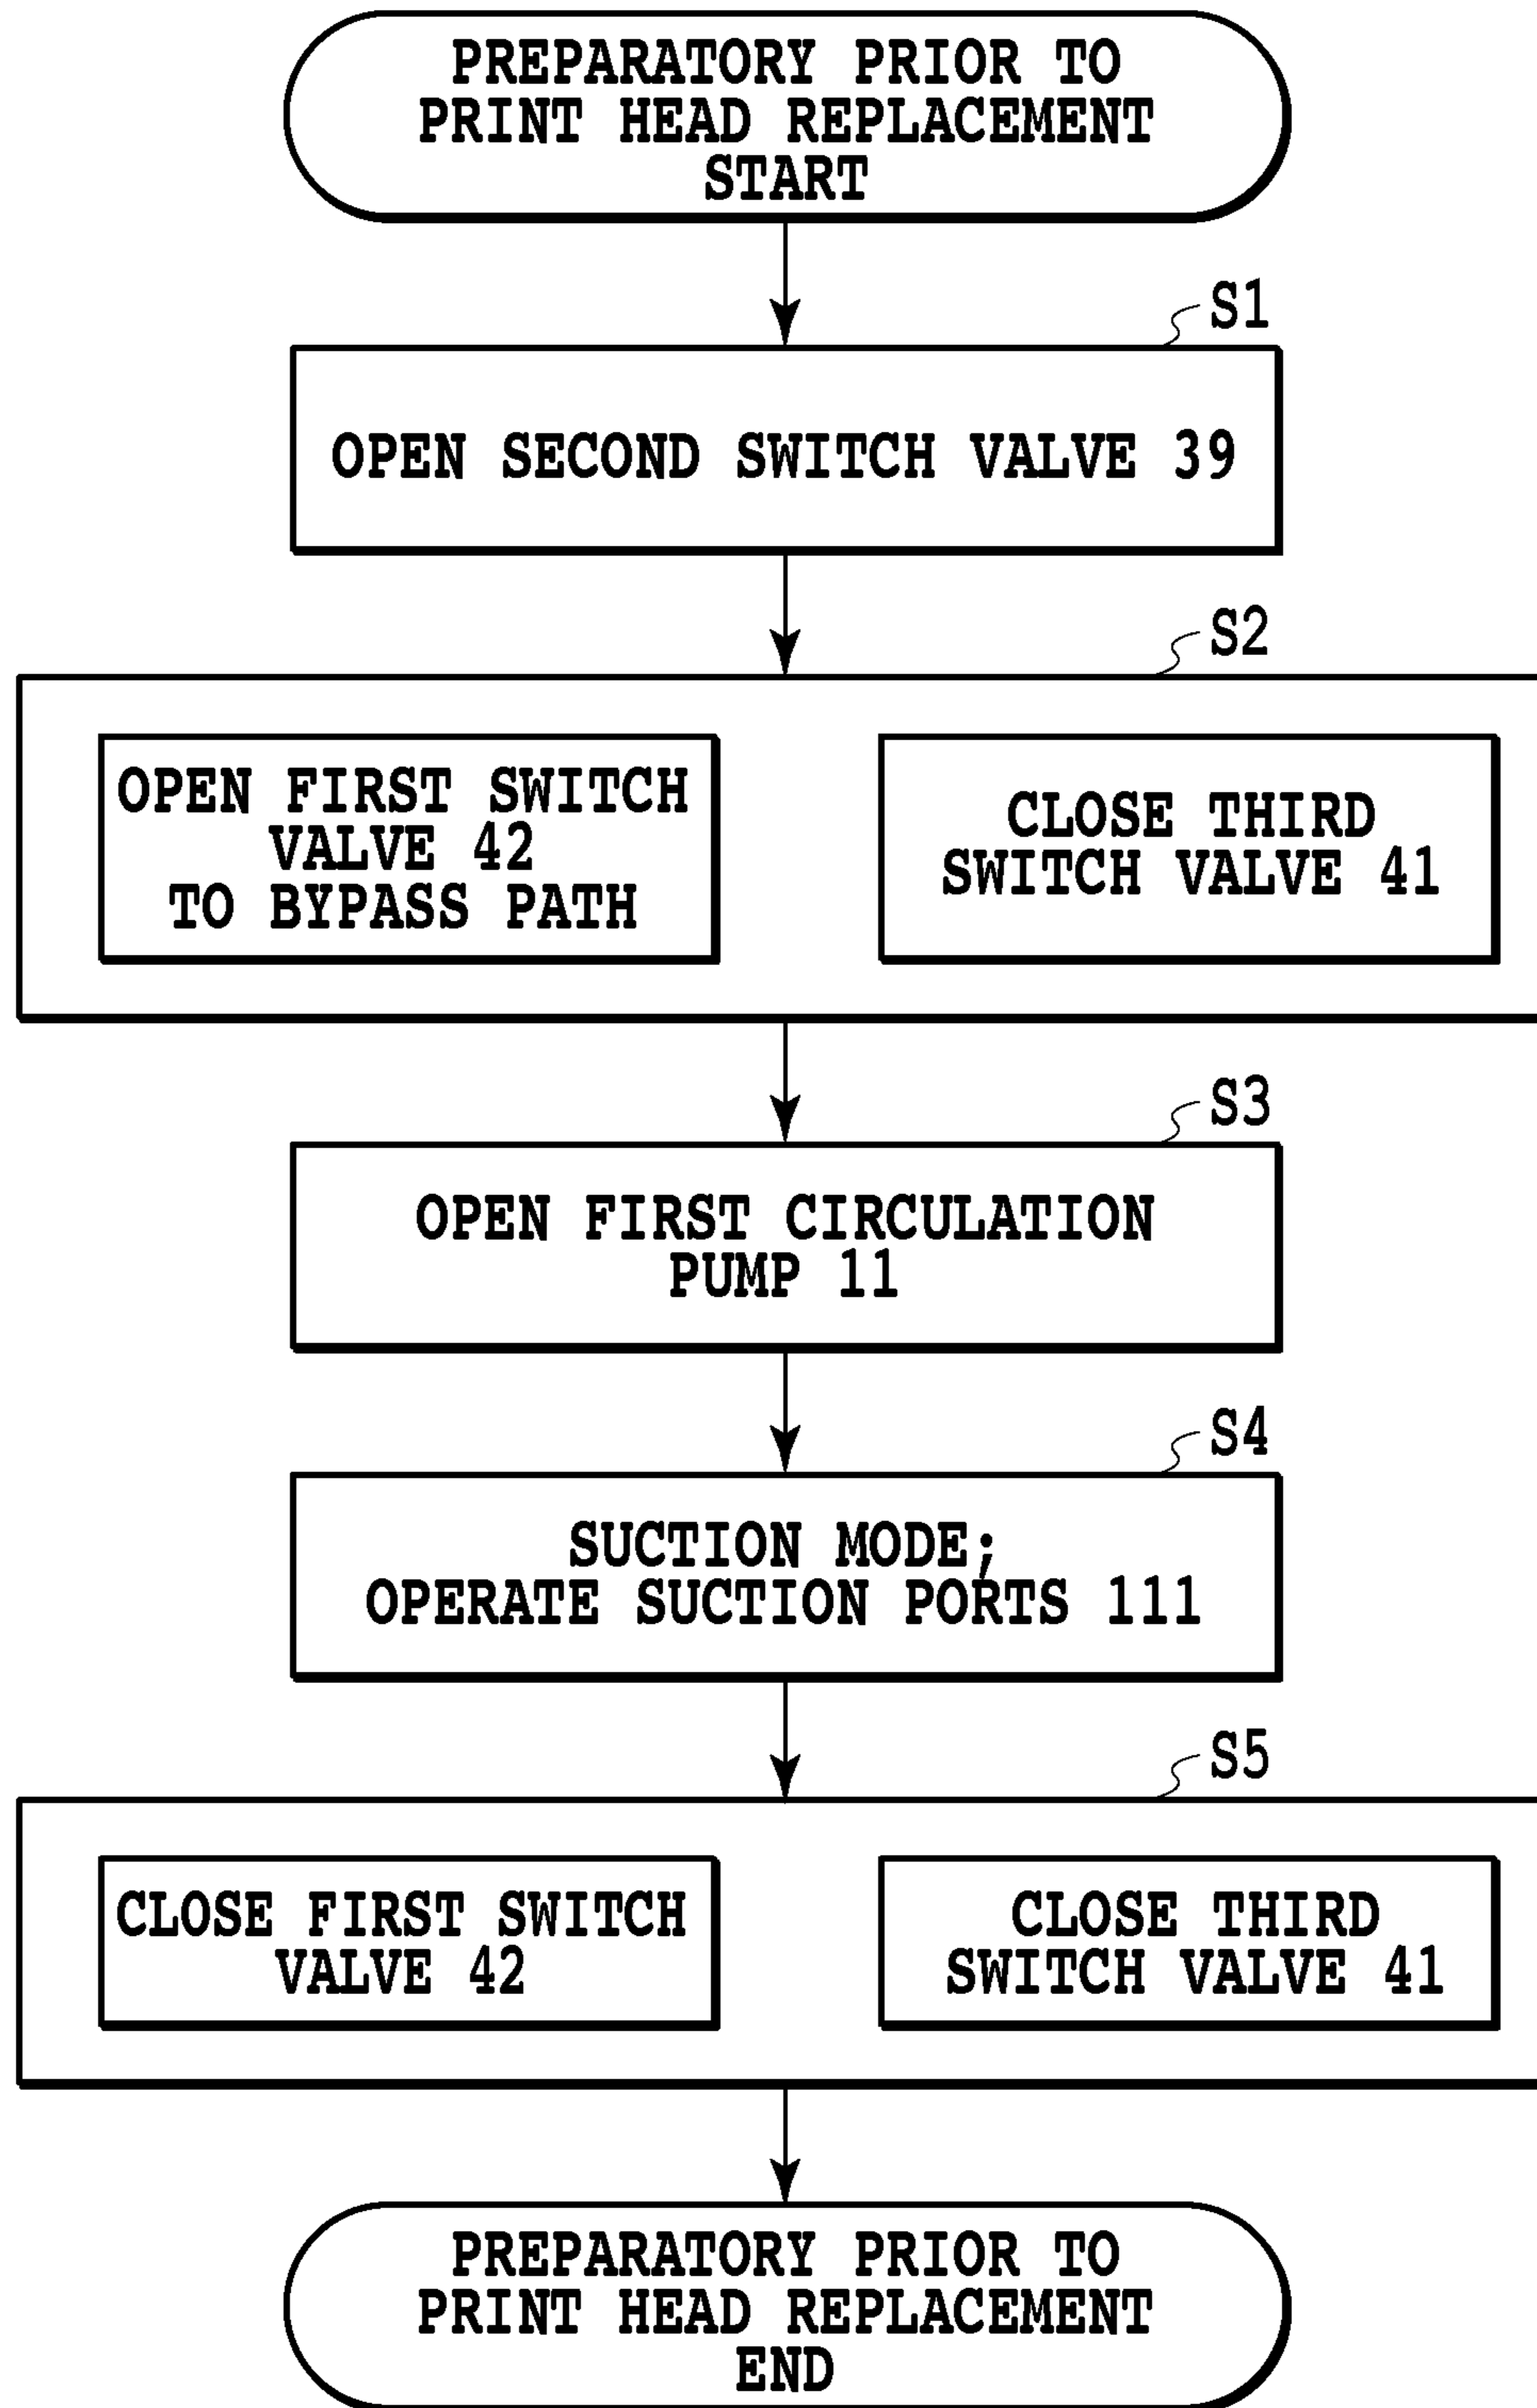 PREPARATORY PRIOR TO
PRINT HEAD REPLACEMENT
START
S1
OPEN SECOND SWITCH VALVE 39
S2
OPEN FIRST SWITCH
VALVE 42
TO BYPASS PATH
CLOSE THIRD
SWITCH VALVE 41
S3
OPEN FIRST CIRCULATION
PUMP 11
S4
SUCTION MODE;
OPERATE SUCTION PORTS 111
S5
CLOSE FIRST SWITCH
VALVE 42
CLOSE THIRD
SWITCH VALVE 41
PREPARATORY PRIOR TO
PRINT HEAD REPLACEMENT
END